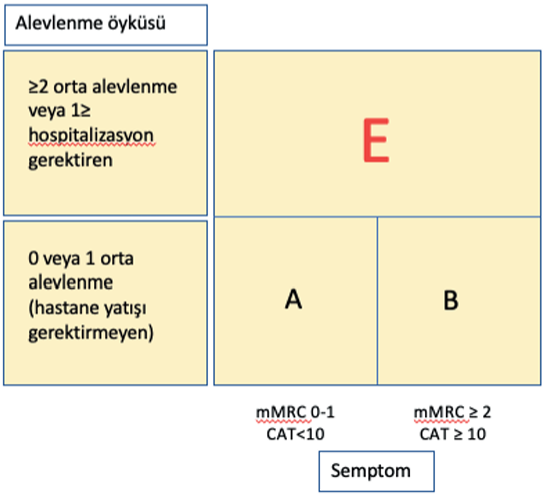 Alevlenme öyküsü
≥2 orta alevlenme
veya 1≥
hospitalizasyon
gerektiren
E
0 veya 1 orta
alevlenme
(hastane yatışı
gerektirmeyen)
A
B
mMRC 0-1
CAT<10
mMRC ≥ 2
CAT ≥ 10
Semptom